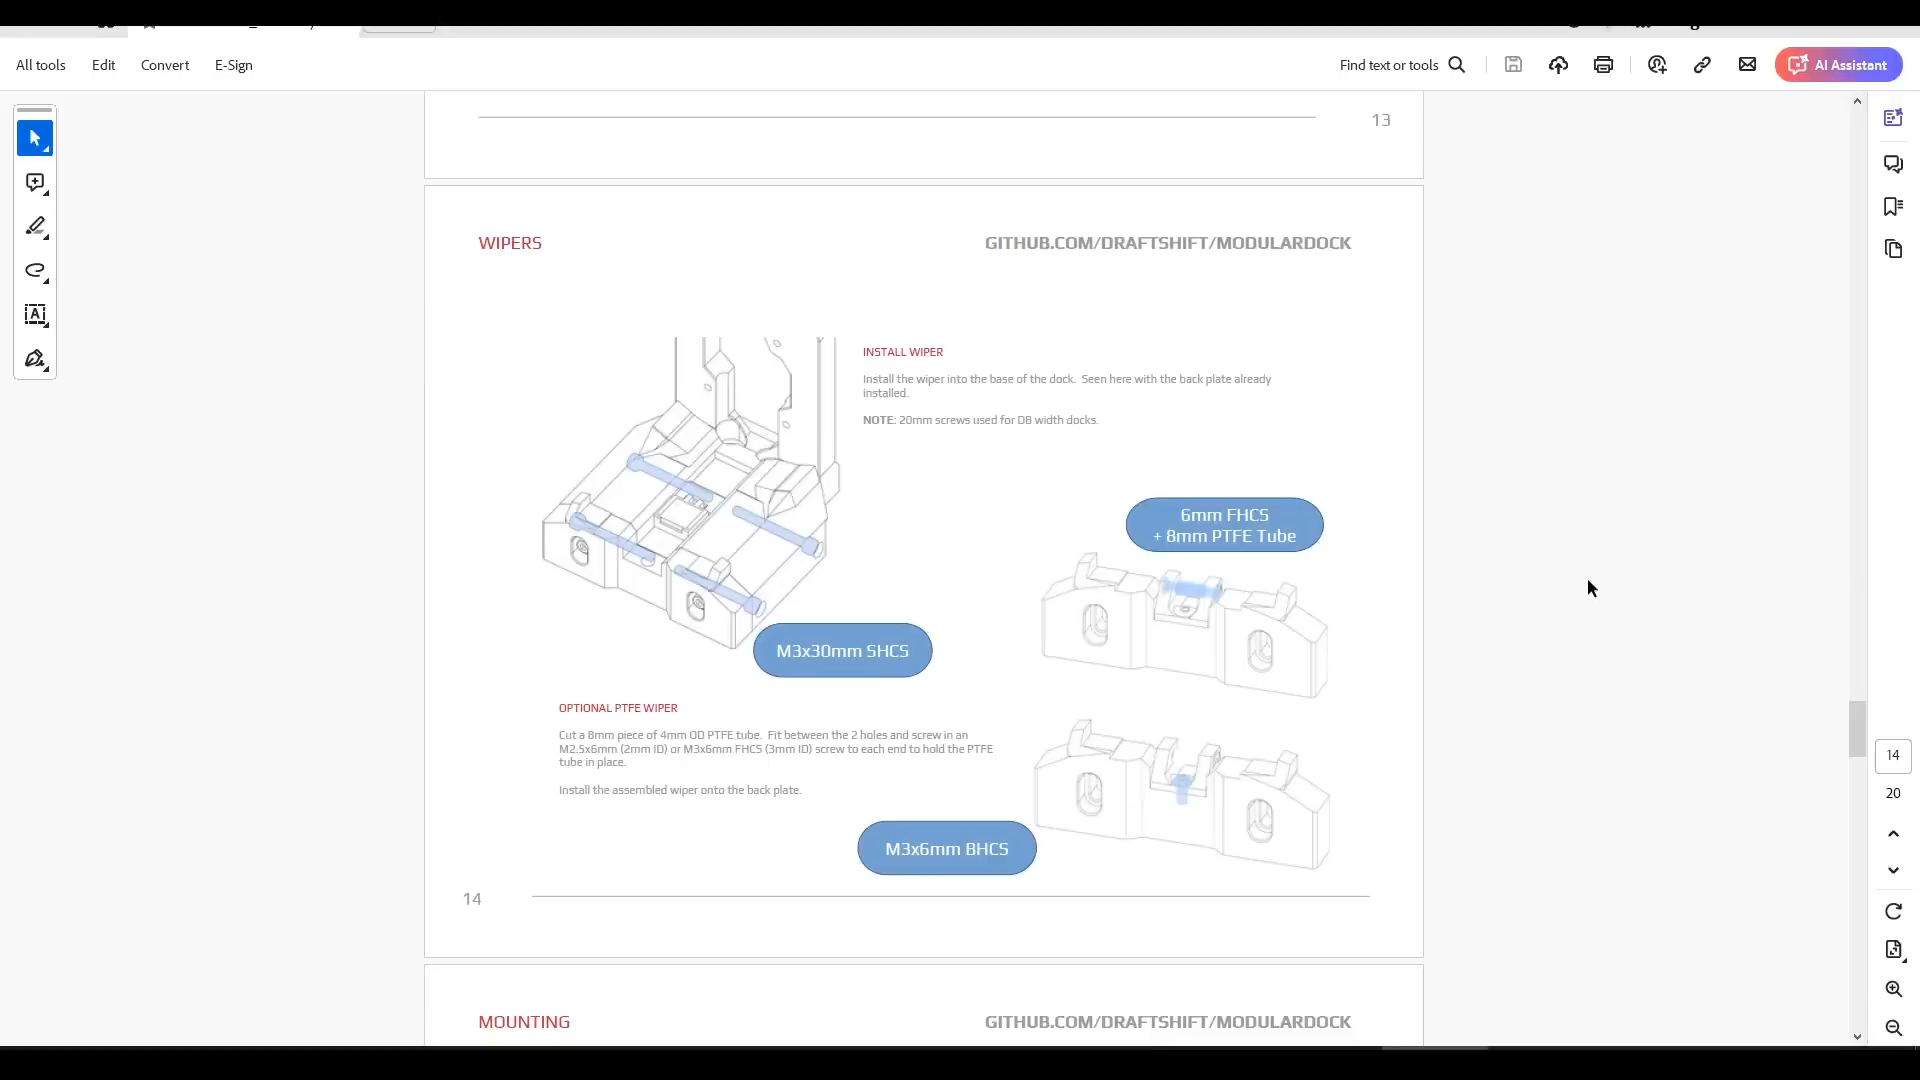 All tools
Edit
Convert
E-Sign
Find text or tools
AI Assistant
13
WIPERS
GITHUB.COM/DRAFTSHIFT/MODULARDOCK
INSTALL WIPER
Install the wiper into the base of the dock.  Seen here with the back plate already
installed.
NOTE: 20mm screws used for D8 width docks.
6mm FHCS
+ 8mm PTFE Tube
M3x30mm SHCS
OPTIONAL PTFE WIPER
Cut a 8mm piece of 4mm OD PTFE tube.  Fit between the 2 holes and screw in an
M2.5x6mm (2mm ID) or M3x6mm FHCS (3mm ID) screw to each end to hold the PTFE
tube in place.
Install the assembled wiper onto the back plate.
M3x6mm BHCS
14
14
20
MOUNTING
GITHUB.COM/DRAFTSHIFT/MODULARDOCK